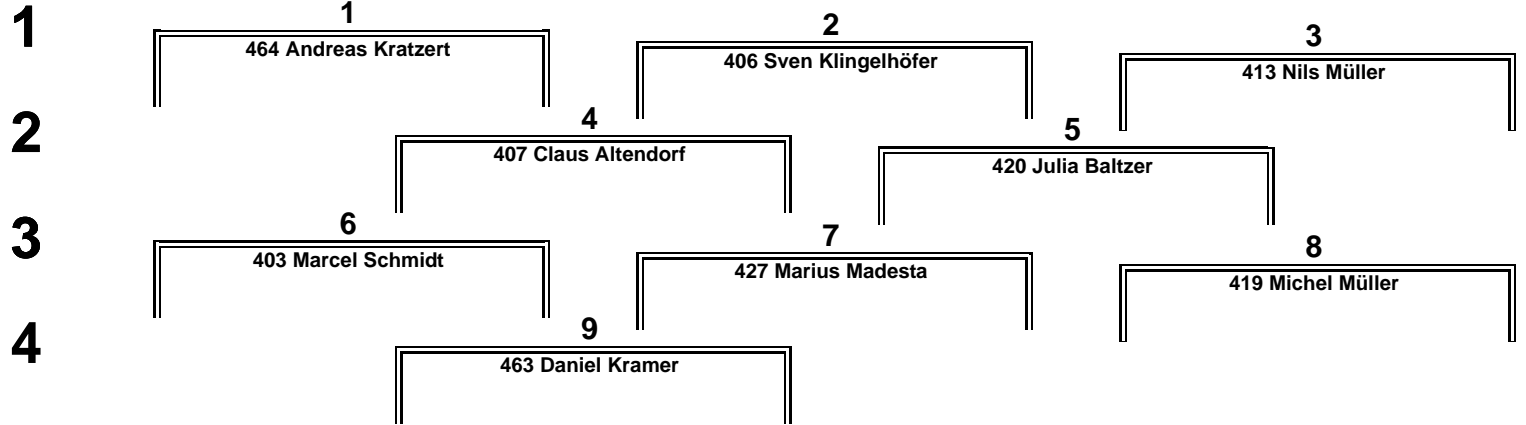 1
1
464 Andreas Kratzert
2
406 Sven Klingelhöfer
3
413 Nils Müller
2
4
407 Claus Altendorf
5
420 Julia Baltzer
3
6
403 Marcel Schmidt
7
427 Marius Madesta
8
419 Michel Müller
4
9
463 Daniel Kramer